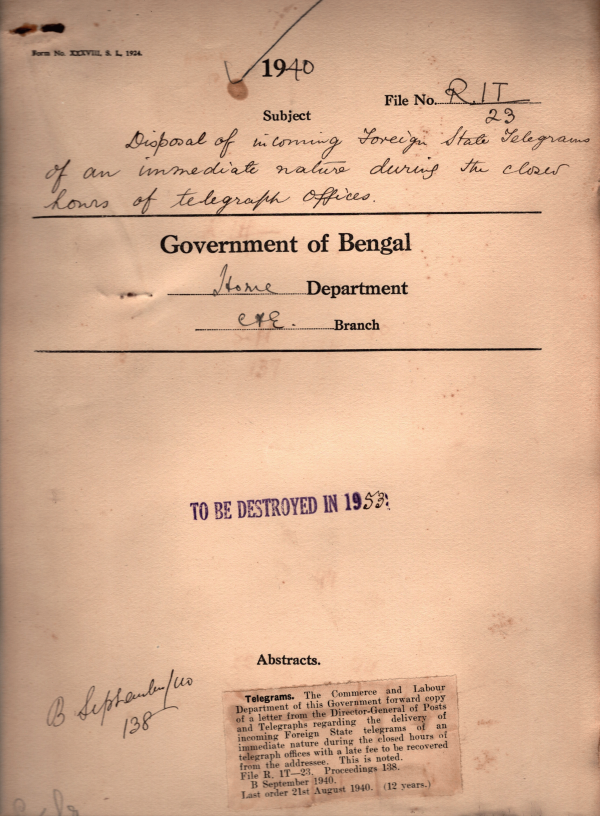 Form No. XXXVIII, S. L., 1924.
1940
File No. R. 1T
23
Subject
Disposal of incoming Foreign State Telegrams
of an immediate nature during the closed
hours of telegraph offices.
Government of Bengal
Home Department
C&E. Branch
TO BE DESTROYED IN 1953.
Abstracts.
B September/40
138
Telegrams. The Commerce and Labour
Department of this Government forward copy
of a letter from the Director-General of Posts
and Telegraphs regarding the delivery of
incoming Foreign State telegrams of an
immediate nature during the closed hours of
telegraph offices with a late fee to be recovered
from the addressee. This is noted.
File R. 1T—23. Proceedings 138.
B September 1940.
Last order 21st August 1940. (12 years.)